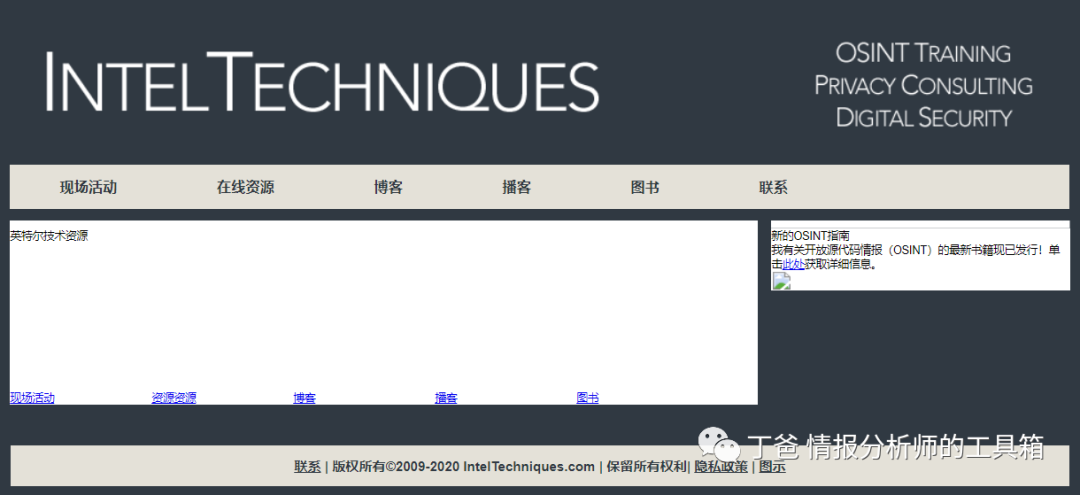 INTELTECHNIQUES
OSINT TRAINING
PRIVACY CONSULTING
DIGITAL SECURITY
现场活动 在线资源 博客 播客 图书 联系
英特尔技术资源
新的OSINT指南
我有关开放源代码情报（OSINT）的最新书籍现已发行！单
击此处获取详细信息。
现场活动 资源资源 博客 播客 图书
丁爸 情报分析师的工具箱
联系 | 版权所有©2009-2020 IntelTechniques.com | 保留所有权利| 隐私政策 | 图示